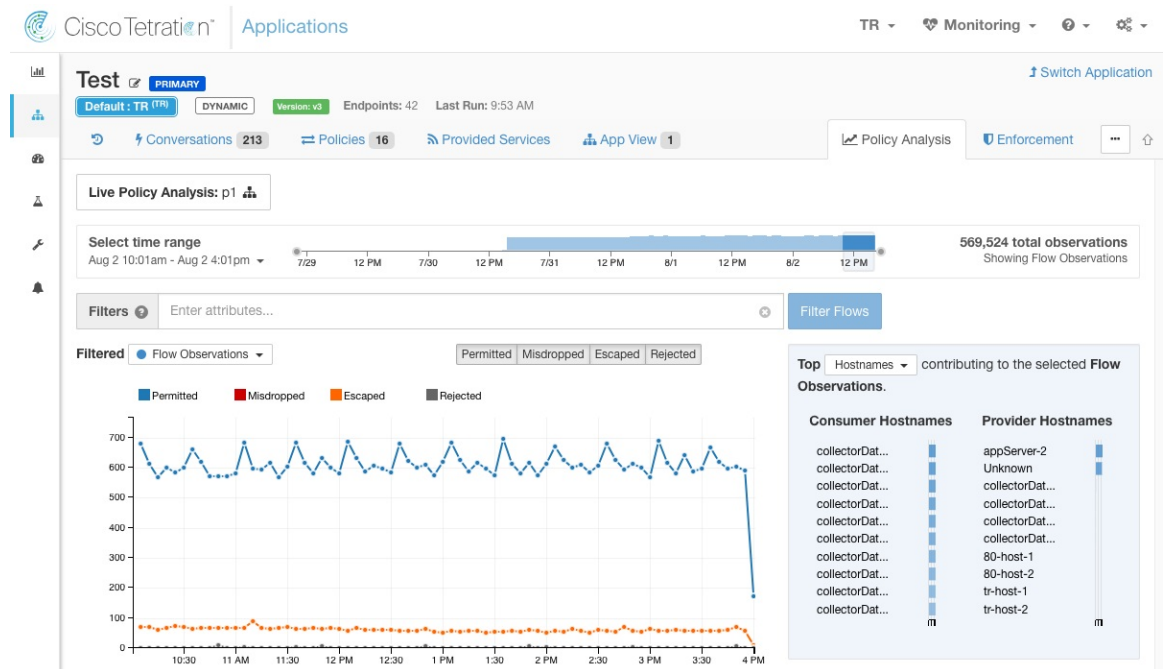 Cisco Tetration™ Applications TR Monitoring ?
Test PRIMARY Switch Application
Default : TR (TR) DYNAMIC Version: v3 Endpoints: 42 Last Run: 9:53 AM
Conversations 213 Policies 16 Provided Services App View 1 Policy Analysis Enforcement ...
Live Policy Analysis: p1
Select time range 569,524 total observations
Aug 2 10:01am - Aug 2 4:01pm Showing Flow Observations
7/29 12 PM 7/30 12 PM 7/31 12 PM 8/1 12 PM 8/2 12 PM
Filters ? Enter attributes... Filter Flows
Filtered Flow Observations Permitted Misdropped Escaped Rejected
Permitted Misdropped Escaped Rejected
700
600
500
400
300
200
100
0
10:30 11 AM 11:30 12 PM 12:30 1 PM 1:30 2 PM 2:30 3 PM 3:30 4 PM
Top Hostnames contributing to the selected Flow
Observations.
Consumer Hostnames Provider Hostnames
collectorDat... appServer-2
collectorDat... Unknown
collectorDat... collectorDat...
collectorDat... collectorDat...
collectorDat... collectorDat...
collectorDat... collectorDat...
collectorDat... 80-host-1
collectorDat... 80-host-2
collectorDat... tr-host-1
collectorDat... tr-host-2